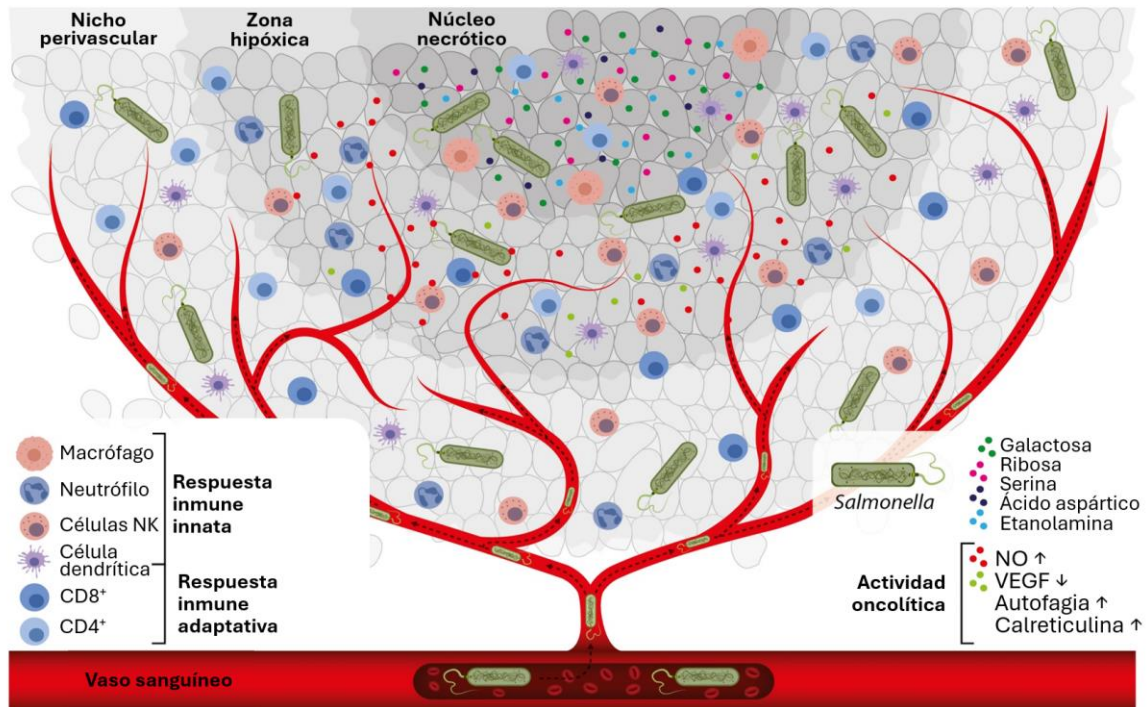 Nicho
perivascular
Zona
hipóxica
Núcleo
necrótico
Macrófago
Neutrófilo
Células NK
Célula
dendrítica
CD8⁺
CD4⁺
Respuesta
inmune
innata
Respuesta
inmune
adaptativa
Salmonella
Galactosa
Ribosa
Serina
Ácido aspártico
Etanolamina
Actividad
oncolítica
NO ↑
VEGF ↓
Autofagia ↑
Calreticulina ↑
Vaso sanguíneo